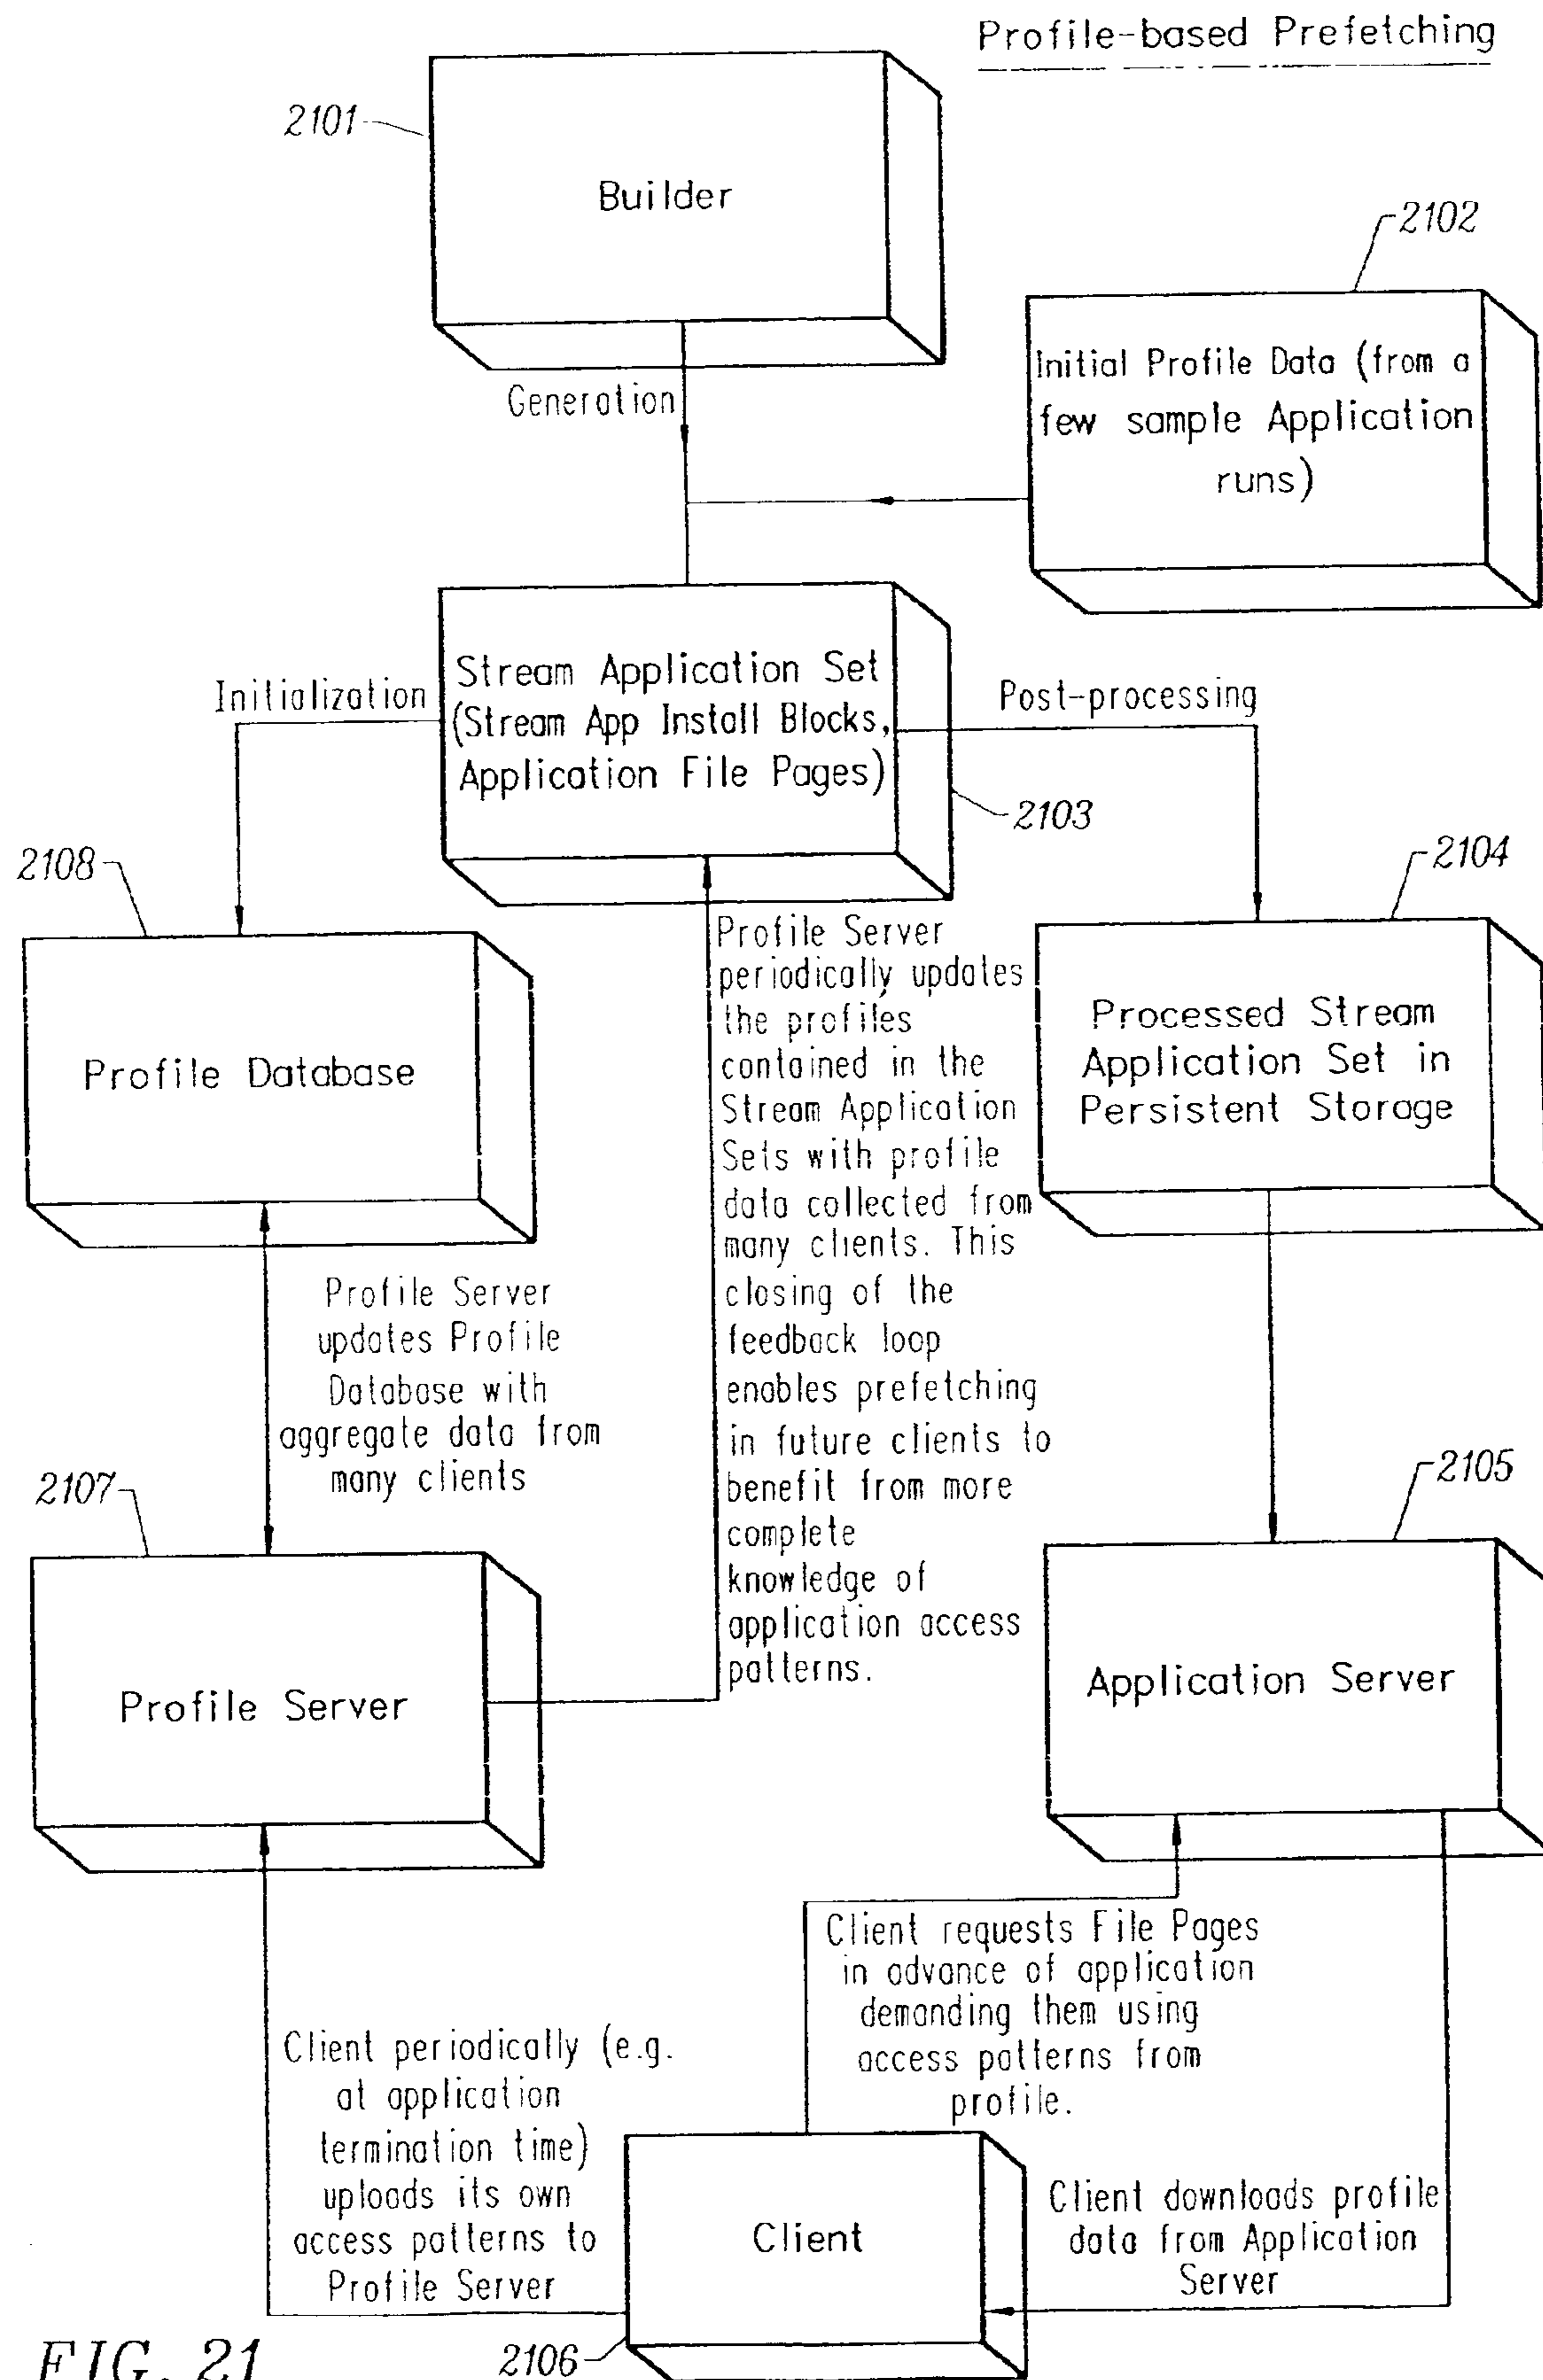 Profile-based Prefetching
2101
Builder
2102
Initial Profile Data (from a
few sample Application
runs)
Generation
Stream Application Set
(Stream App Install Blocks,
Application File Pages)
Initialization
Post-processing
2103
2108
2104
Profile Database
Profile Server
periodically updates
the profiles
contained in the
Stream Application
Sets with profile
data collected from
many clients. This
closing of the
feedback loop
enables prefetching
in future clients to
benefit from more
complete
knowledge of
application access
patterns.
Processed Stream
Application Set in
Persistent Storage
Profile Server
updates Profile
Database with
aggregate data from
many clients
2107
2105
Profile Server
Application Server
Client requests File Pages
in advance of application
demanding them using
access patterns from
profile.
Client periodically (e.g.
at application
termination time)
uploads its own
access patterns to
Profile Server
Client
Client downloads profile
data from Application
Server
FIG. 21
2106